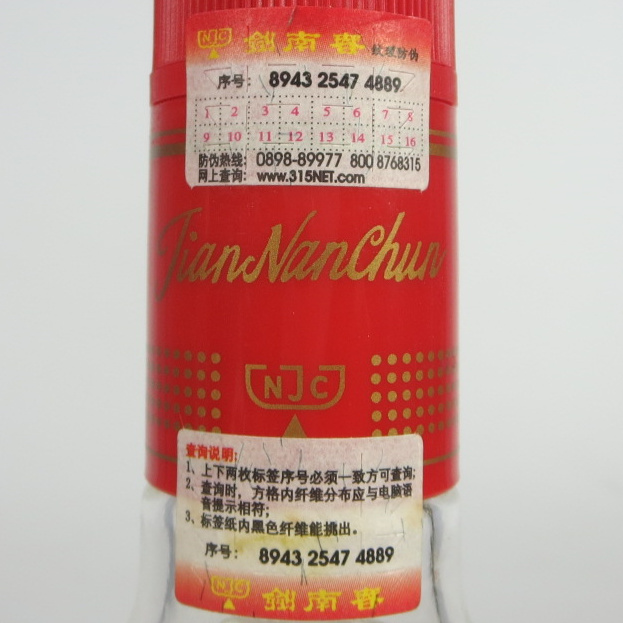 NJC 剑南春 纹理防伪
序号: 8943 2547 4889
1 2 3 4 5 6 7 8
9 10 11 12 13 14 15 16
防伪热线: 0898-89977 800 8768315
网上查询: www.315NET.com
JianNanChun
NJC
查询说明:
1、上下两枚标签序号必须一致方可查询;
2、查询时,方格内纤维分布应与电脑语
音提示相符;
3、标签纸内黑色纤维能挑出。
序号: 8943 2547 4889
NJC 剑南春